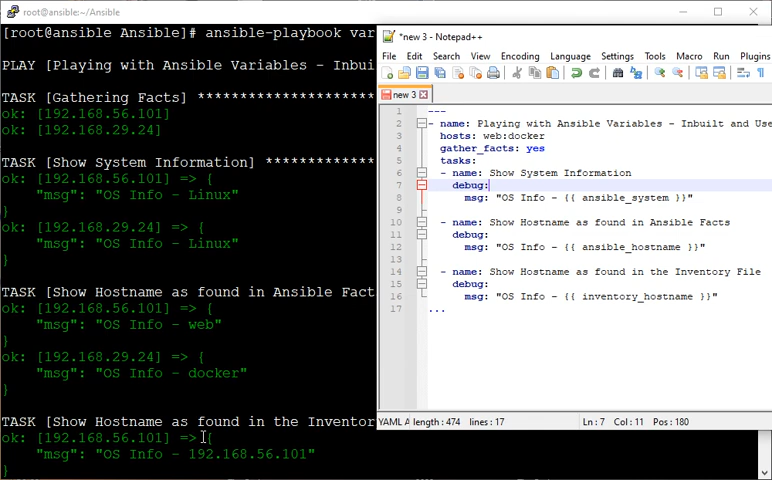 root@ansible:~/Ansible
[root@ansible Ansible]# ansible-playbook var
PLAY [Playing with Ansible Variables - Inbui
TASK [Gathering Facts] **********************
ok: [192.168.56.101]
ok: [192.168.29.24]
TASK [Show System Information] **************
ok: [192.168.56.101] => {
"msg": "OS Info - Linux"
}
ok: [192.168.29.24] => {
"msg": "OS Info - Linux"
}
TASK [Show Hostname as found in Ansible Fact
ok: [192.168.56.101] => {
"msg": "OS Info - web"
}
ok: [192.168.29.24] => {
"msg": "OS Info - docker"
}
TASK [Show Hostname as found in the Inventor
ok: [192.168.56.101] => {
"msg": "OS Info - 192.168.56.101"
}
*new 3 - Notepad++
File Edit Search View Encoding Language Settings Tools Macro Run Plugins
new 3
1 ---
2 - name: Playing with Ansible Variables - Inbuilt and Use
3 hosts: web:docker
4 gather_facts: yes
5 tasks:
6 - name: Show System Information
7 debug:
8 msg: "OS Info - {{ ansible_system }}"
9
10 - name: Show Hostname as found in Ansible Facts
11 debug:
12 msg: "OS Info - {{ ansible_hostname }}"
13
14 - name: Show Hostname as found in the Inventory File
15 debug:
16 msg: "OS Info - {{ inventory_hostname }}"
17 ...
YAML A length : 474 lines : 17 Ln : 7 Col : 11 Pos : 180